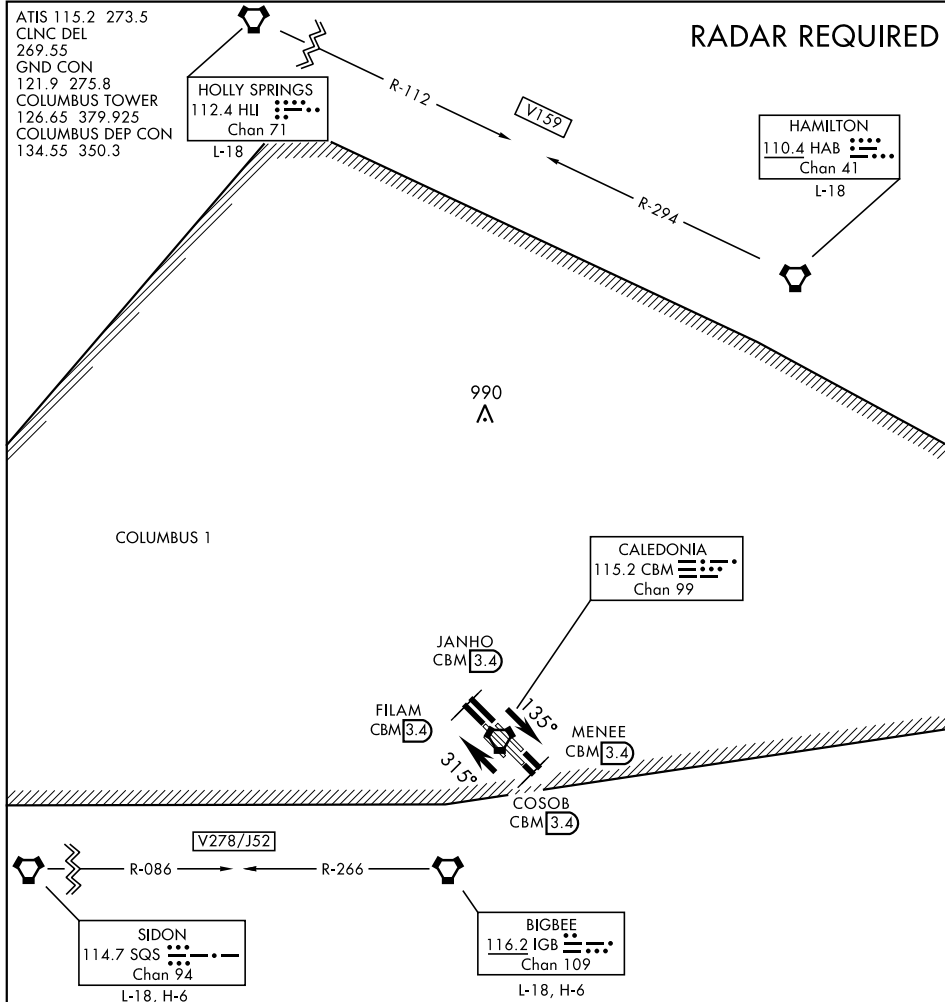 ATIS 115.2 273.5
CLNC DEL
269.55
GND CON
121.9 275.8
COLUMBUS TOWER
126.65 379.925
COLUMBUS DEP CON
134.55 350.3
RADAR REQUIRED
HOLLY SPRINGS
112.4 HLI
Chan 71
L-18
R-112
V159
R-294
HAMILTON
110.4 HAB
Chan 41
L-18
990
COLUMBUS 1
CALEDONIA
115.2 CBM
Chan 99
JANHO
CBM 3.4
FILAM
CBM 3.4
135°
315°
MENEE
CBM 3.4
COSOB
CBM 3.4
V278/J52
R-086
R-266
SIDON
114.7 SQS
Chan 94
L-18, H-6
BIGBEE
116.2 IGB
Chan 109
L-18, H-6